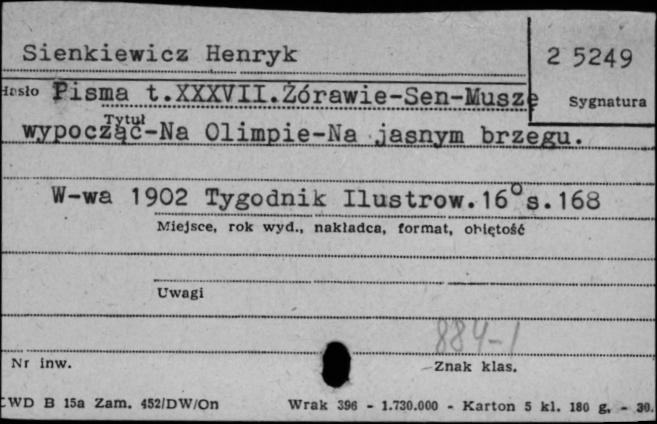 Sienkiewicz Henryk
2 5249
Hasło
Pisma t.XXXVII.Żórawie-Sen-Muszę
Sygnatura
Tytuł
wypocząć-Na Olimpie-Na jasnym brzegu.
W-wa 1902 Tygodnik Ilustrow.16° s.168
Miejsce, rok wyd., nakładca, format, objętość
Uwagi
884-1
Nr inw.
Znak klas.
CWD B 15a Zam. 452/DW/On
Wrak 396 - 1.730.000 - Karton 5 kl. 180 g. - 30.